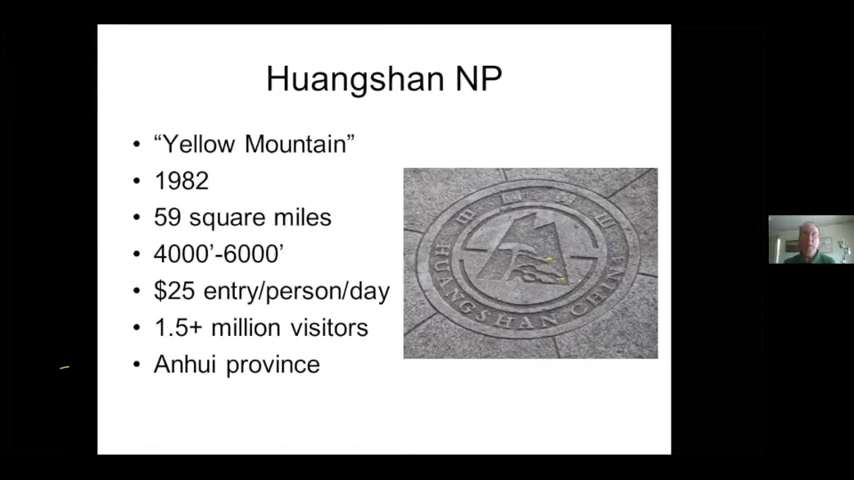 Huangshan NP
• “Yellow Mountain”
• 1982
• 59 square miles
• 4000’-6000’
• $25 entry/person/day
• 1.5+ million visitors
• Anhui province
HUANGSHAN CHINA